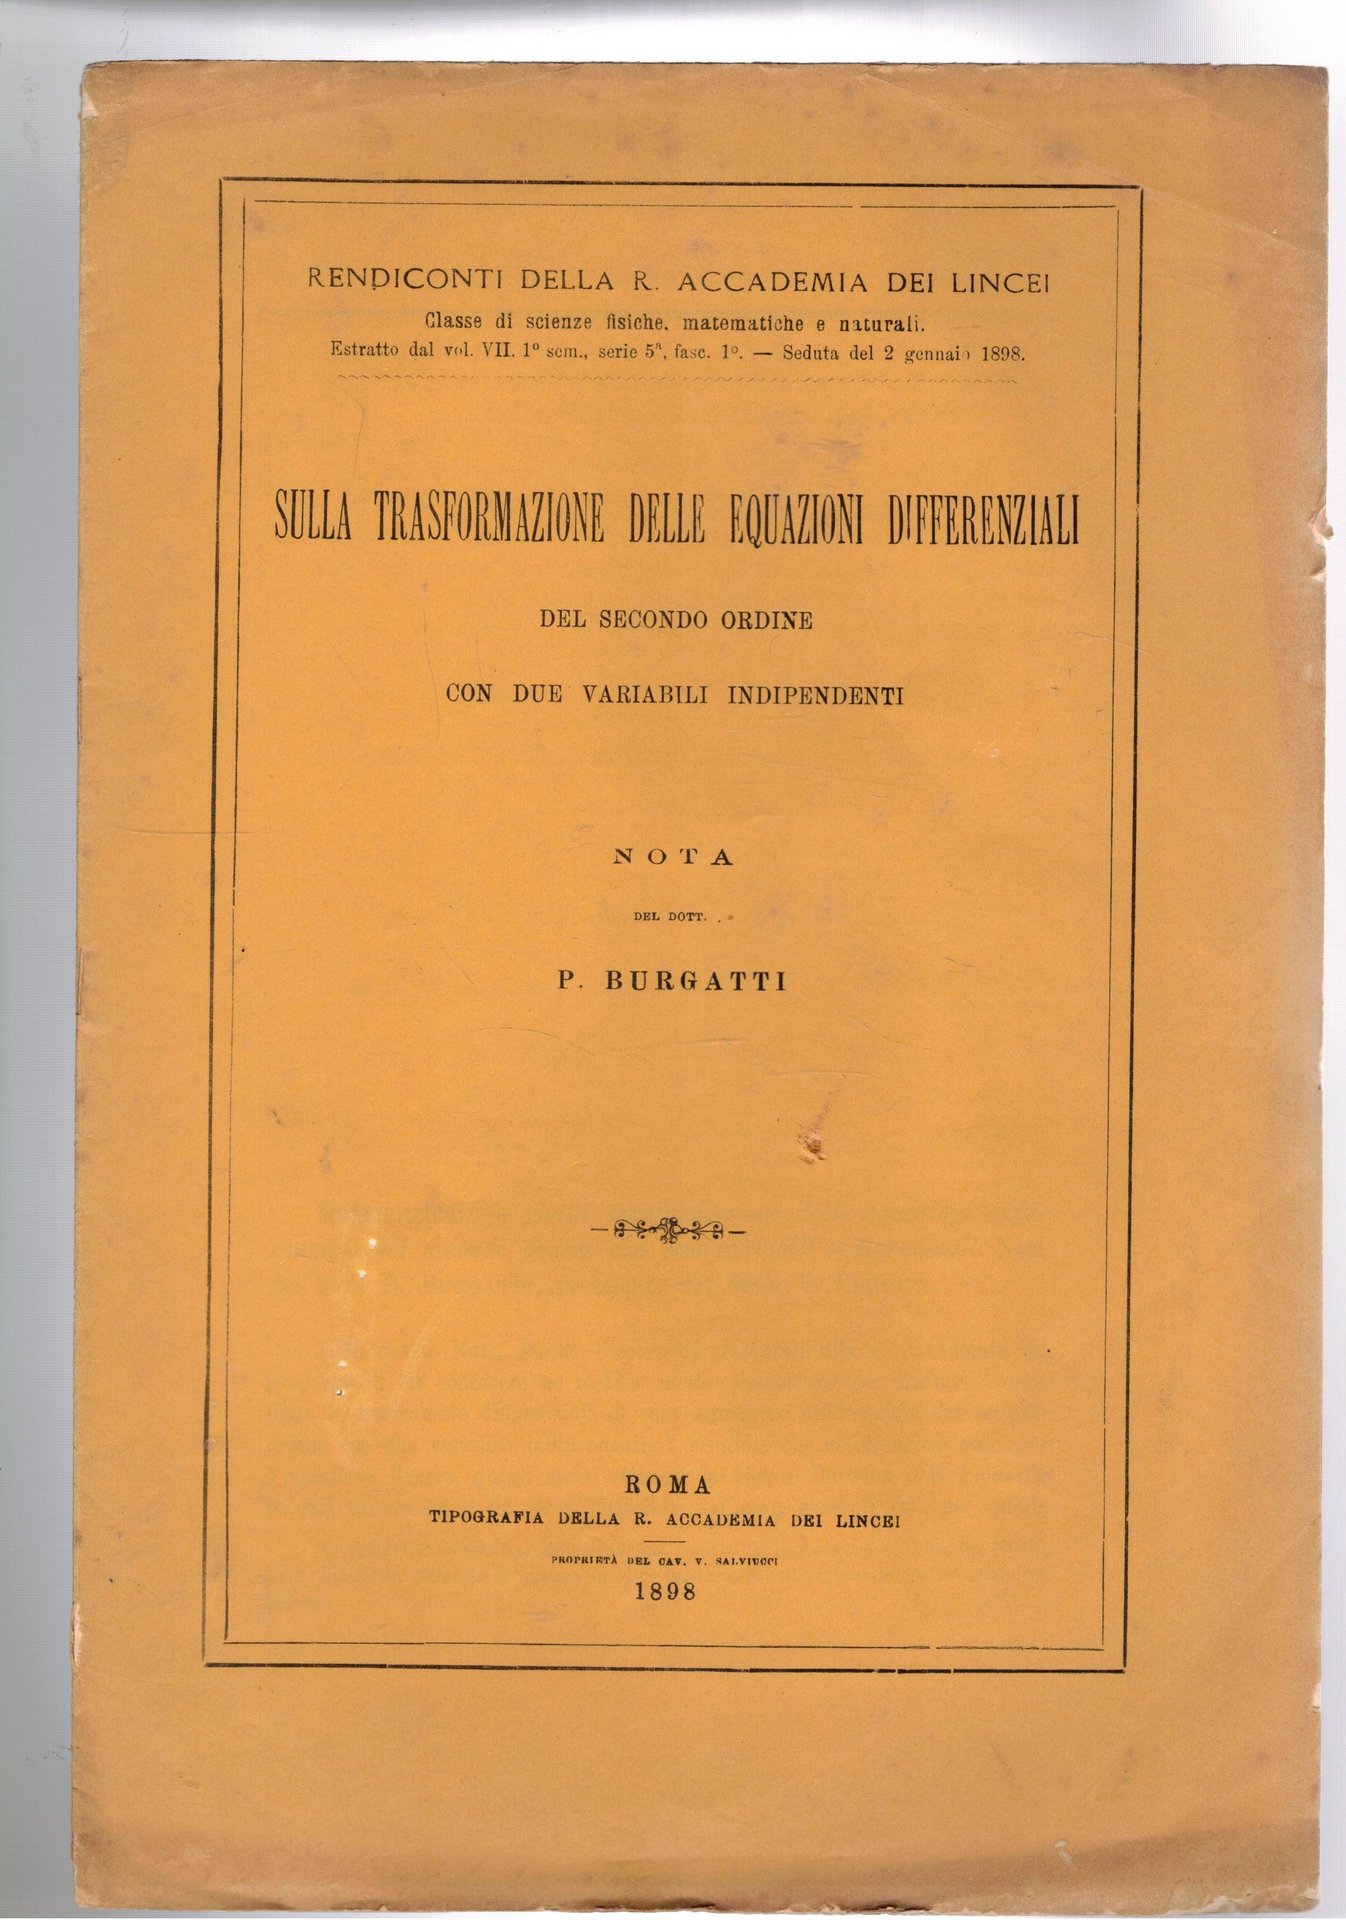 RENDICONTI DELLA R. ACCADEMIA DEI LINCEI
Classe di scienze fisiche, matematiche e naturali.
Estratto dal vol. VII, 1º sem., serie 5ª, fasc. 1º. — Seduta del 2 gennaio 1898.
SULLA TRASFORMAZIONE DELLE EQUAZIONI DIFFERENZIALI
DEL SECONDO ORDINE
CON DUE VARIABILI INDIPENDENTI
NOTA
DEL DOTT.
P. BURGATTI
ROMA
TIPOGRAFIA DELLA R. ACCADEMIA DEI LINCEI
PROPRIETÀ DEL CAV. V. SALVIUCCI
1898